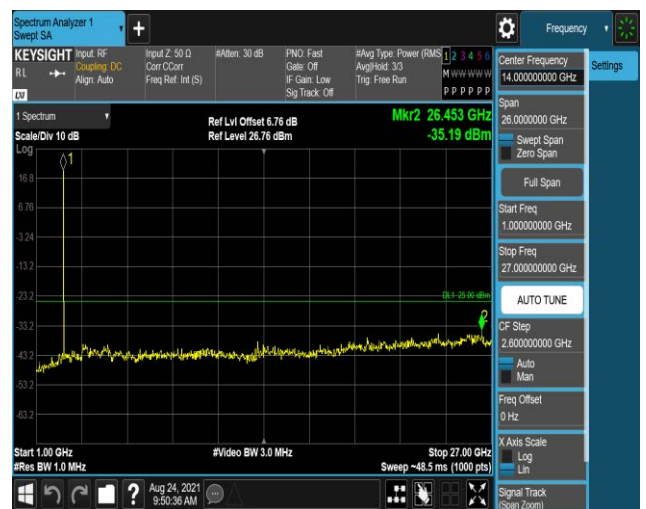 Spectrum Analyzer 1
Swept SA
+
Frequency
KEYSIGHT
RL
LXI
Input: RF
Coupling: DC
Align: Auto
Input Z: 50 Ω
Corr CCorr
Freq Ref: Int (S)
#Atten: 30 dB
PNO: Fast
Gate: Off
IF Gain: Low
Sig Track: Off
#Avg Type: Power (RMS
Avg|Hold: 3/3
Trig: Free Run
1 2 3 4 5 6
M W W W W W
P P P P P P
1 Spectrum
Scale/Div 10 dB
Log
Ref Lvl Offset 6.76 dB
Ref Level 26.76 dBm
Mkr2 26.453 GHz
-35.19 dBm
1
16.8
6.76
-3.24
-13.2
-23.2
-33.2
-43.2
-53.2
-63.2
DL1 -25.00 dBm
2
Start 1.00 GHz
#Res BW 1.0 MHz
#Video BW 3.0 MHz
Stop 27.00 GHz
Sweep ~48.5 ms (1000 pts)
?
Aug 24, 2021
9:50:36 AM
Center Frequency
14.000000000 GHz
Settings
Span
26.0000000 GHz
Swept Span
Zero Span
Full Span
Start Freq
1.000000000 GHz
Stop Freq
27.000000000 GHz
AUTO TUNE
CF Step
2.600000000 GHz
Auto
Man
Freq Offset
0 Hz
X Axis Scale
Log
Lin
Signal Track
(Span Zoom)